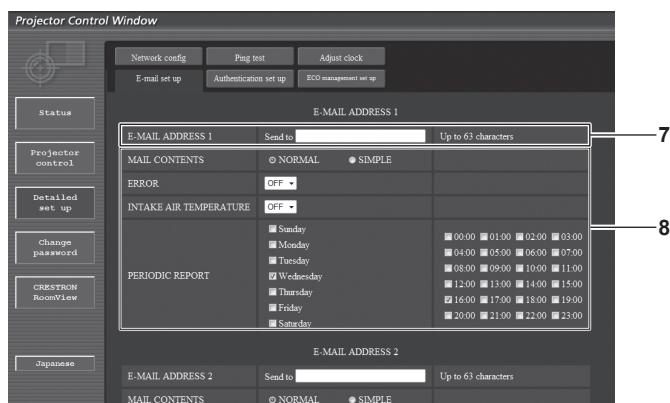 Projector Control Window
Network config Ping test Adjust clock
E-mail set up Authentication set up ECO management set up
Status
Projector control
Detailed set up
Change password
CRESTRON RoomView
Japanese
E-MAIL ADDRESS 1
E-MAIL ADDRESS 1 Send to Up to 63 characters 7
MAIL CONTENTS NORMAL SIMPLE
ERROR OFF
INTAKE AIR TEMPERATURE OFF
8
PERIODIC REPORT
Sunday
Monday
Tuesday
Wednesday
Thursday
Friday
Saturday
00:00 01:00 02:00 03:00
04:00 05:00 06:00 07:00
08:00 09:00 10:00 11:00
12:00 13:00 14:00 15:00
16:00 17:00 18:00 19:00
20:00 21:00 22:00 23:00
E-MAIL ADDRESS 2
E-MAIL ADDRESS 2 Send to Up to 63 characters
MAIL CONTENTS NORMAL SIMPLE